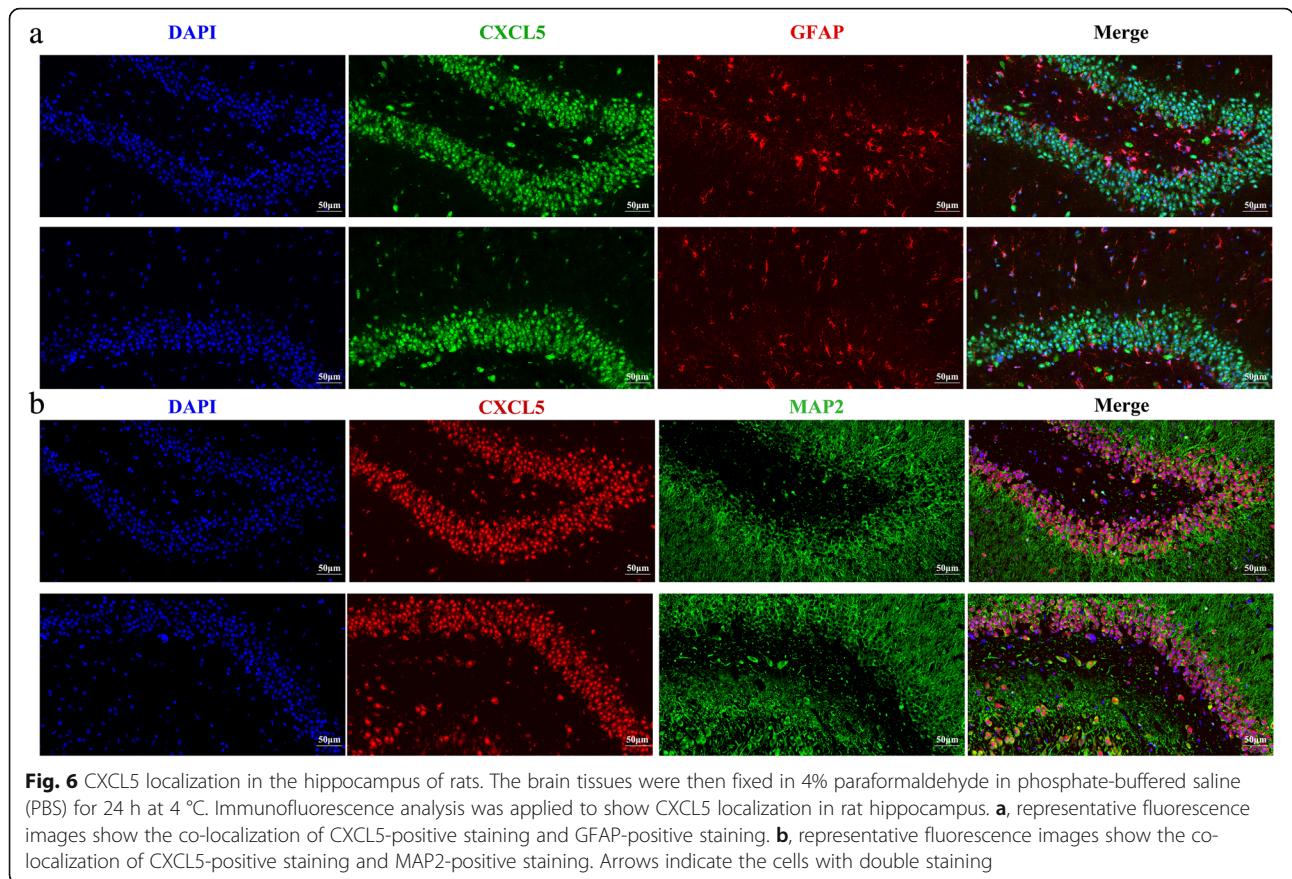 a
DAPI CXCL5 GFAP Merge
50µm 50µm 50µm 50µm
50µm 50µm 50µm 50µm
b
DAPI CXCL5 MAP2 Merge
50µm 50µm 50µm 50µm
50µm 50µm 50µm 50µm
Fig. 6 CXCL5 localization in the hippocampus of rats. The brain tissues were then fixed in 4% paraformaldehyde in phosphate-buffered saline
(PBS) for 24 h at 4 °C. Immunofluorescence analysis was applied to show CXCL5 localization in rat hippocampus. a, representative fluorescence
images show the co-localization of CXCL5-positive staining and GFAP-positive staining. b, representative fluorescence images show the co-
localization of CXCL5-positive staining and MAP2-positive staining. Arrows indicate the cells with double staining